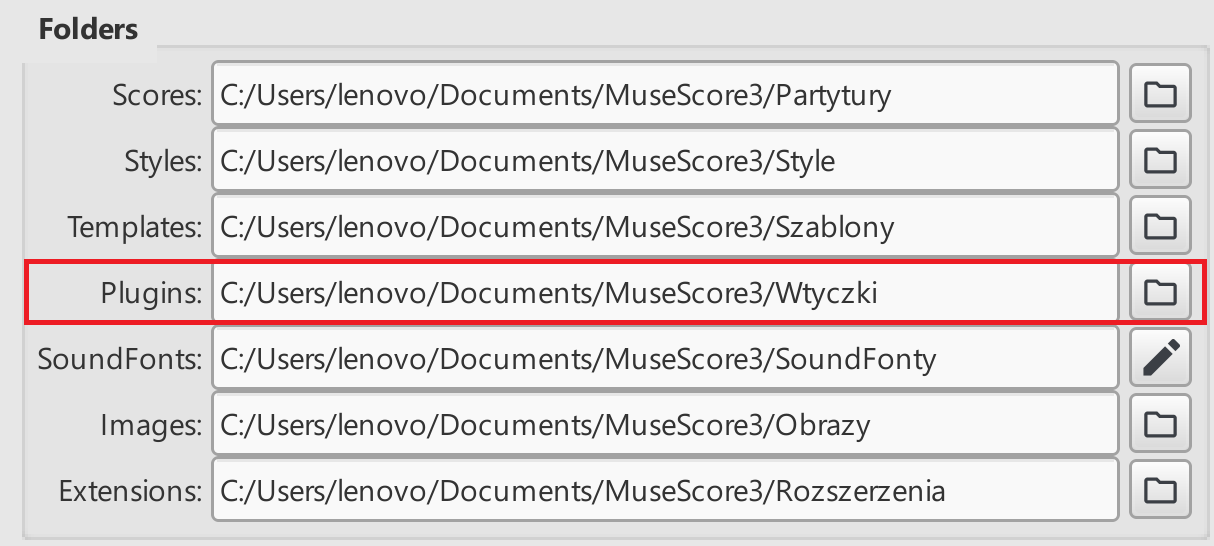 Folders
Scores: C:/Users/lenovo/Documents/MuseScore3/Partytury
Styles: C:/Users/lenovo/Documents/MuseScore3/Style
Templates: C:/Users/lenovo/Documents/MuseScore3/Szablony
Plugins: C:/Users/lenovo/Documents/MuseScore3/Wtyczki
SoundFonts: C:/Users/lenovo/Documents/MuseScore3/SoundFonty
Images: C:/Users/lenovo/Documents/MuseScore3/Obrazy
Extensions: C:/Users/lenovo/Documents/MuseScore3/Rozszerzenia